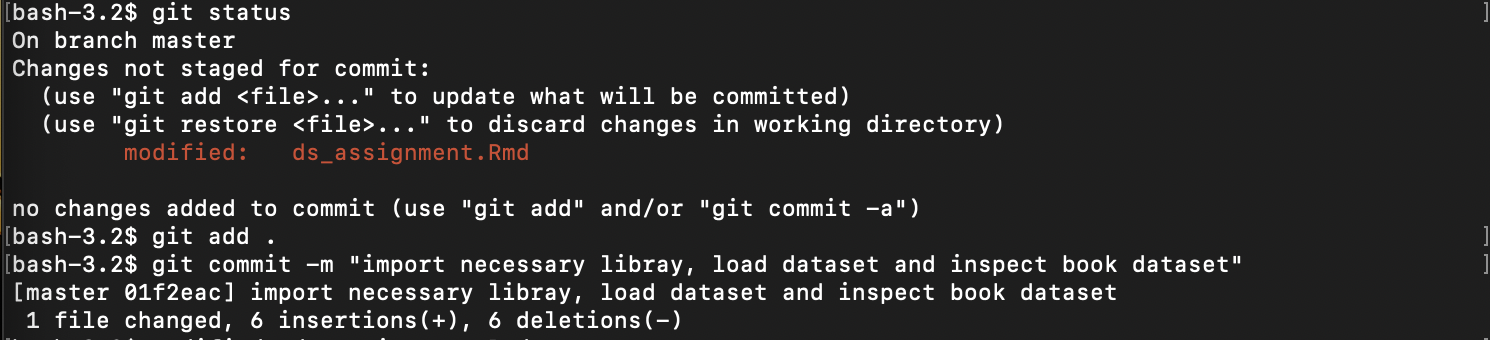 [bash-3.2$ git status ]
On branch master
Changes not staged for commit:
  (use "git add <file>..." to update what will be committed)
  (use "git restore <file>..." to discard changes in working directory)
        modified:   ds_assignment.Rmd

no changes added to commit (use "git add" and/or "git commit -a")
[bash-3.2$ git add . ]
[bash-3.2$ git commit -m "import necessary libray, load dataset and inspect book dataset" ]
[master 01f2eac] import necessary libray, load dataset and inspect book dataset
 1 file changed, 6 insertions(+), 6 deletions(-)